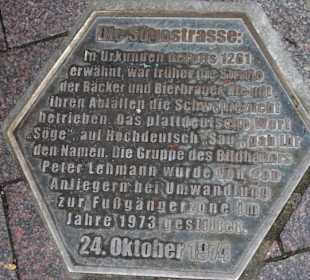 Die Sögestrasse:
In Urkunden bereits 1261
erwähnt, war früher die Straße
der Bäcker und Bierbrauer, die mit
ihren Abfällen die Schweinezucht
betrieben. Das plattdeutsche Wort
„Söge“, auf Hochdeutsch „Sau“, gab ihr
den Namen. Die Gruppe des Bildhauers
Peter Lehmann wurde von den
Anliegern bei Umwandlung
zur Fußgängerzone im
Jahre 1973 gestiftet.
24. Oktober 1974